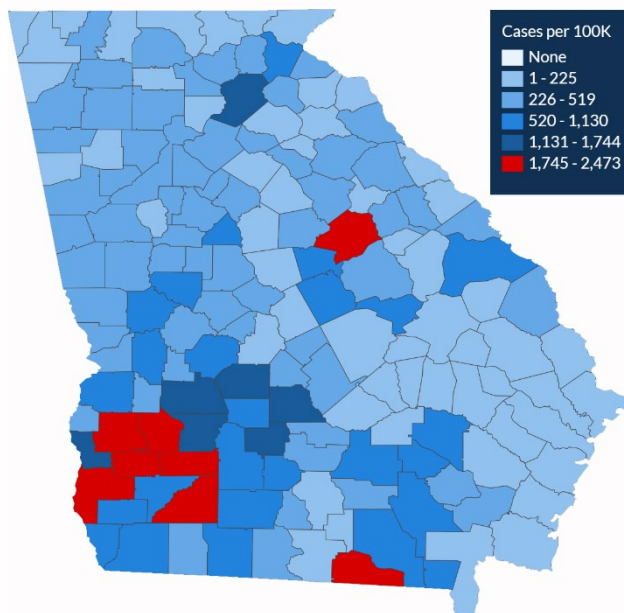 Cases per 100K
None
1 - 225
226 - 519
520 - 1,130
1,131 - 1,744
1,745 - 2,473